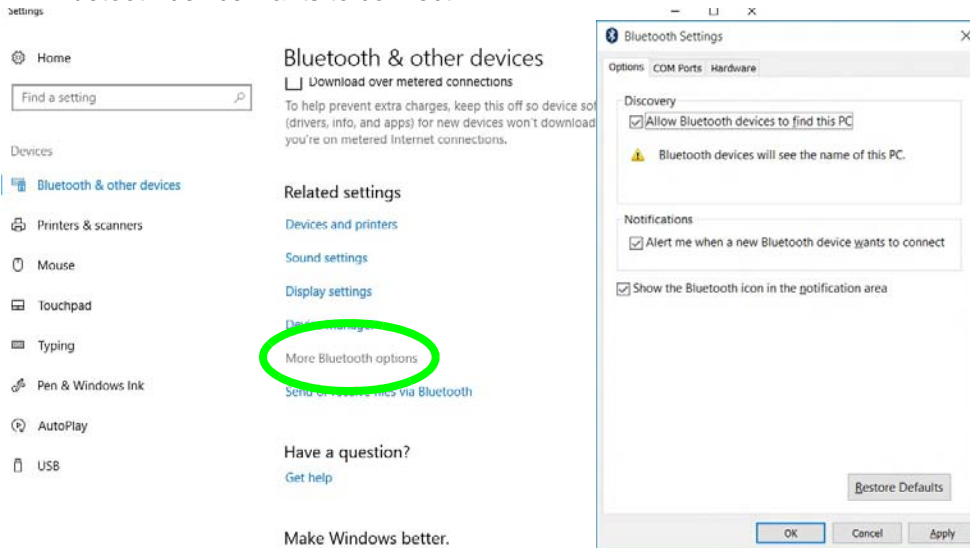 Settings
Home
Find a setting
Devices
Bluetooth & other devices
Printers & scanners
Mouse
Touchpad
Typing
Pen & Windows Ink
AutoPlay
USB
Bluetooth & other devices
Download over metered connections
To help prevent extra charges, keep this off so device sof
(drivers, info, and apps) for new devices won't download
you're on metered Internet connections.
Related settings
Devices and printers
Sound settings
Display settings
More Bluetooth options
Send or receive files via Bluetooth
Have a question?
Get help
Make Windows better.
Bluetooth Settings
Options COM Ports Hardware
Discovery
Allow Bluetooth devices to find this PC
Bluetooth devices will see the name of this PC.
Notifications
Alert me when a new Bluetooth device wants to connect
Show the Bluetooth icon in the notification area
Restore Defaults
OK Cancel Apply